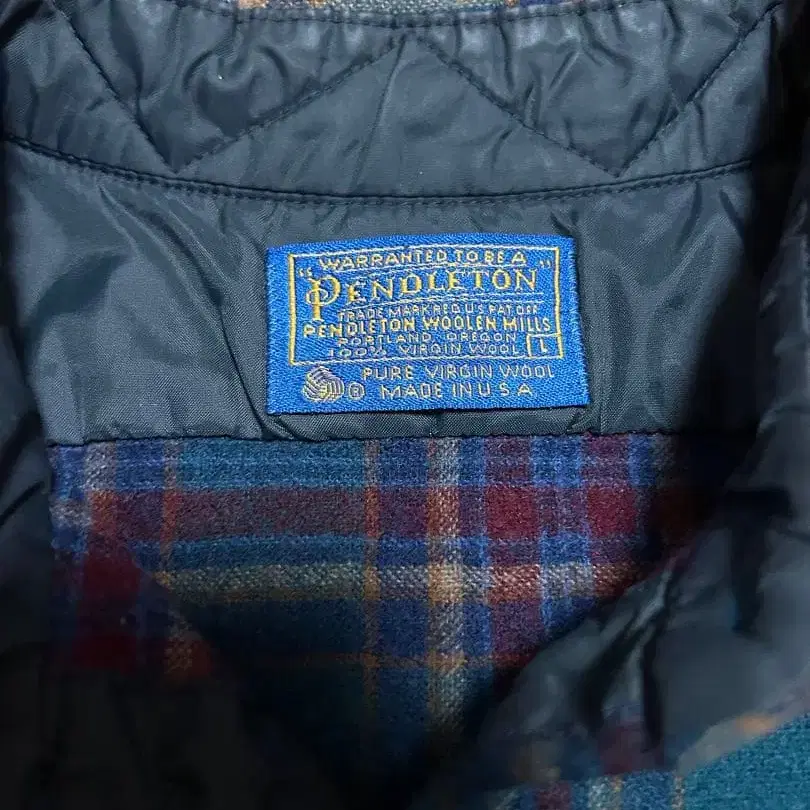 WARRANTED TO BE A
"PENDLETON"
TRADE MARK REG U S PAT OFF
PENDLETON WOOLEN MILLS
PORTLAND, OREGON
100% VIRGIN WOOL L
PURE VIRGIN WOOL
® MADE IN U S A